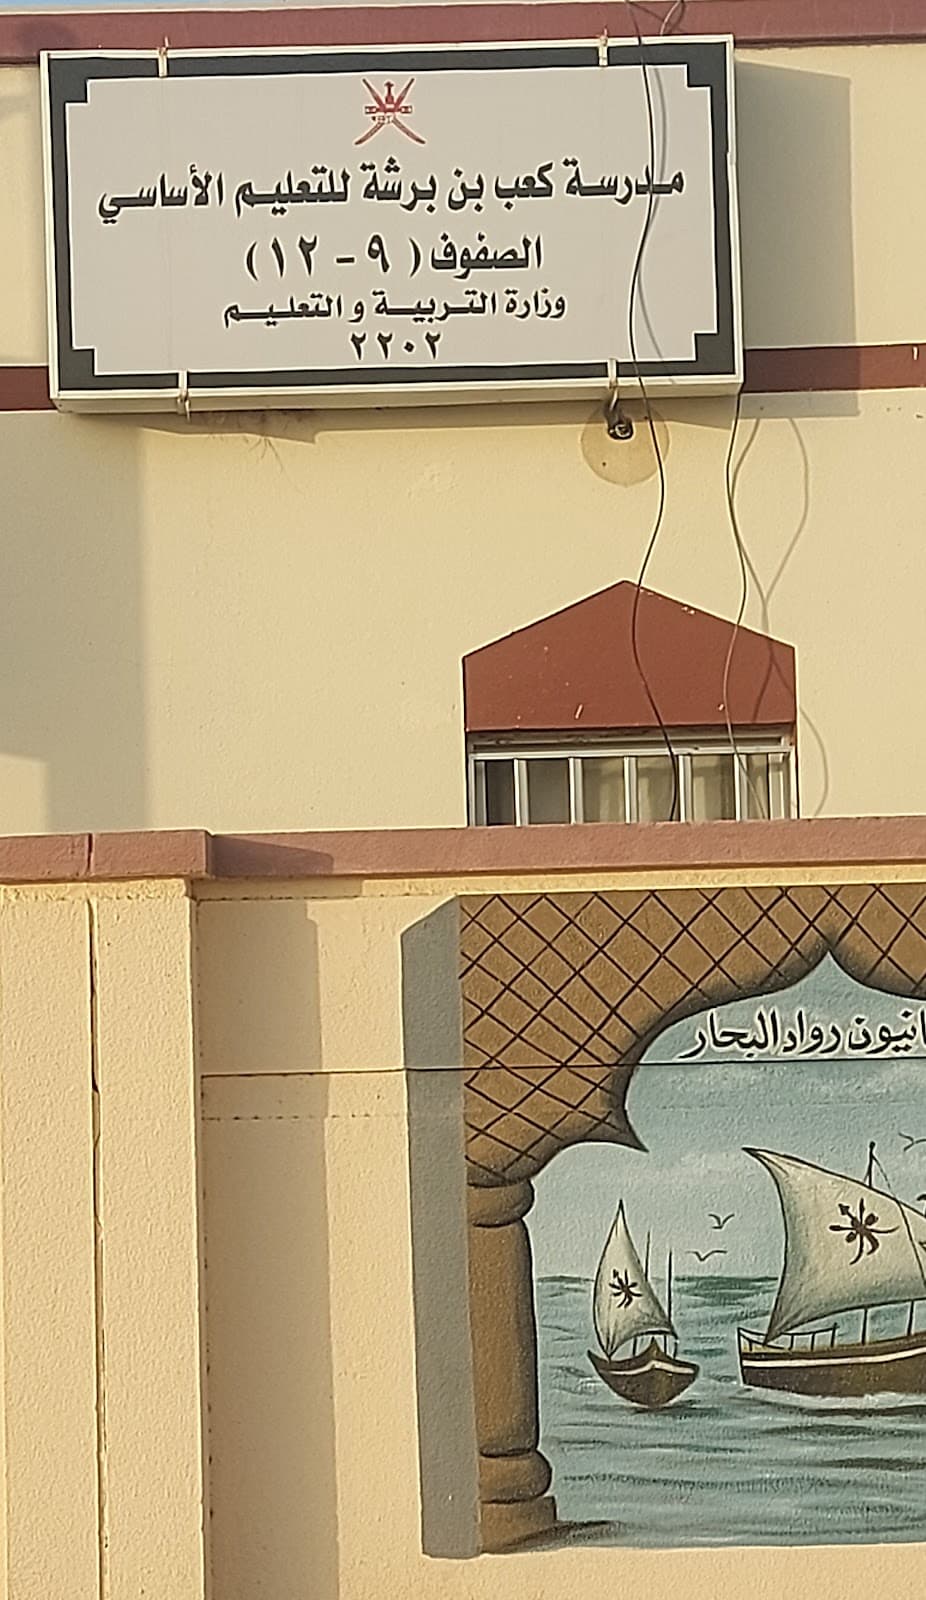 مدرسة كعب بن برشة للتعليم الأساسي
الصفوف (٩ - ١٢)
وزارة التربية و التعليم
٢٢٠٢
انيون رواد البحار